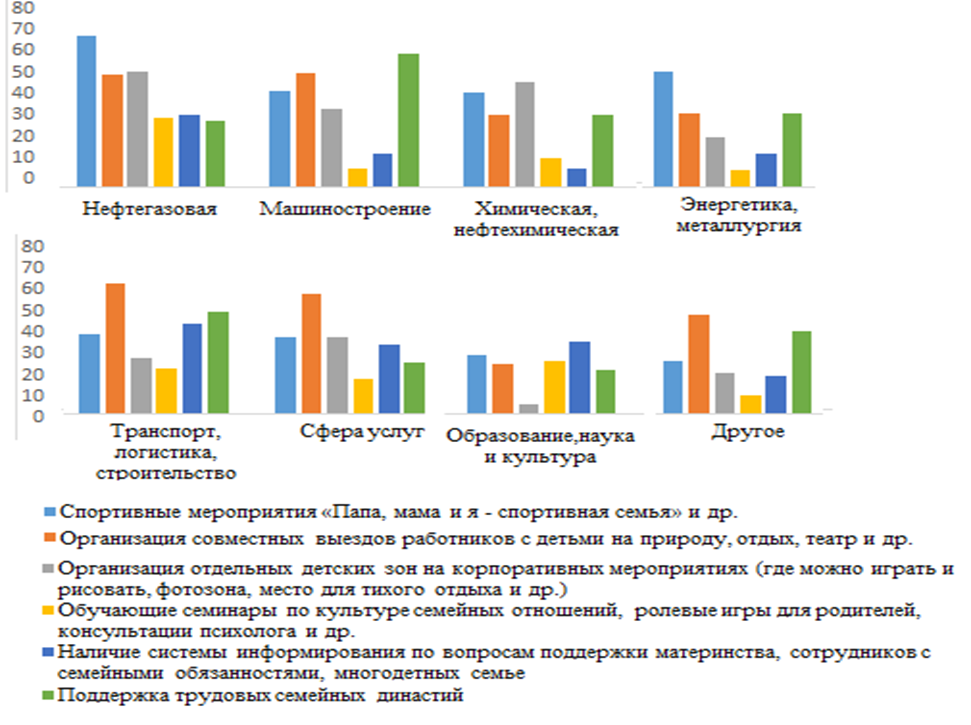 80
70
60
50
40
30
20
10
0
Нефтегазовая
Машиностроение
Химическая,
нефтехимическая
Энергетика,
металлургия
80
70
60
50
40
30
20
10
0
Транспорт,
логистика,
строительство
Сфера услуг
Образование,наука
и культура
Другое
Спортивные мероприятия «Папа, мама и я - спортивная семья» и др.
Организация совместных выездов работников с детьми на природу, отдых, театр и др.
Организация отдельных детских зон на корпоративных мероприятиях (где можно играть и
рисовать, фотозона, место для тихого отдыха и др.)
Обучающие семинары по культуре семейных отношений, ролевые игры для родителей,
консультации психолога и др.
Наличие системы информирования по вопросам поддержки материнства, сотрудников с
семейными обязанностями, многодетных семье
Поддержка трудовых семейных династий